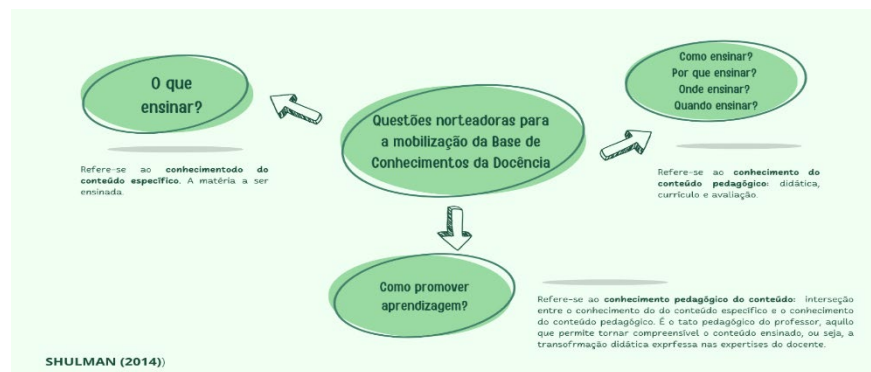 O que
ensinar?
Refere-se ao conhecimentodo do
conteúdo específico. A matéria a ser
ensinada.
Questões norteadoras para
a mobilização da Base de
Conhecimentos da Docência
Como ensinar?
Por que ensinar?
Onde ensinar?
Quando ensinar?
Refere-se ao conhecimento do
conteúdo pedagógico: didática,
currículo e avaliação.
Como promover
aprendizagem?
Refere-se ao conhecimento pedagógico do conteúdo: interseção
entre o conhecimento do do conteúdo específico e o conhecimento
do conteúdo pedagógico. É o tato pedagógico do professor, aquilo
que permite tornar compreensível o conteúdo ensinado, ou seja, a
transofrmação didática exprfessa nas expertises do docente.
SHULMAN (2014))